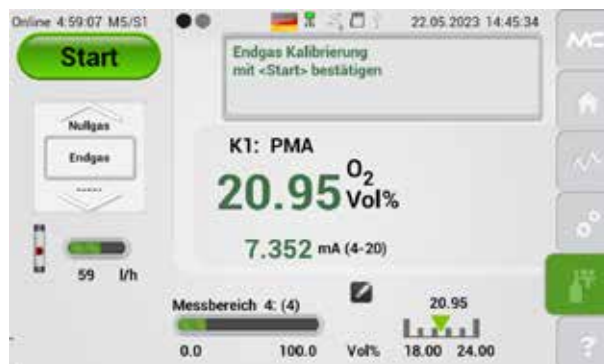 Online 4:59:07 M5/S1
22.05.2023 14:45:34
Start
Endgas Kalibrierung
mit <Start> bestätigen
Nullgas
Endgas
-----
K1: PMA
20.95 O2 Vol%
7.352 mA (4-20)
59 l/h
Messbereich 4: (4)
0.0 100.0 Vol%
20.95
18.00 24.00
MC
?